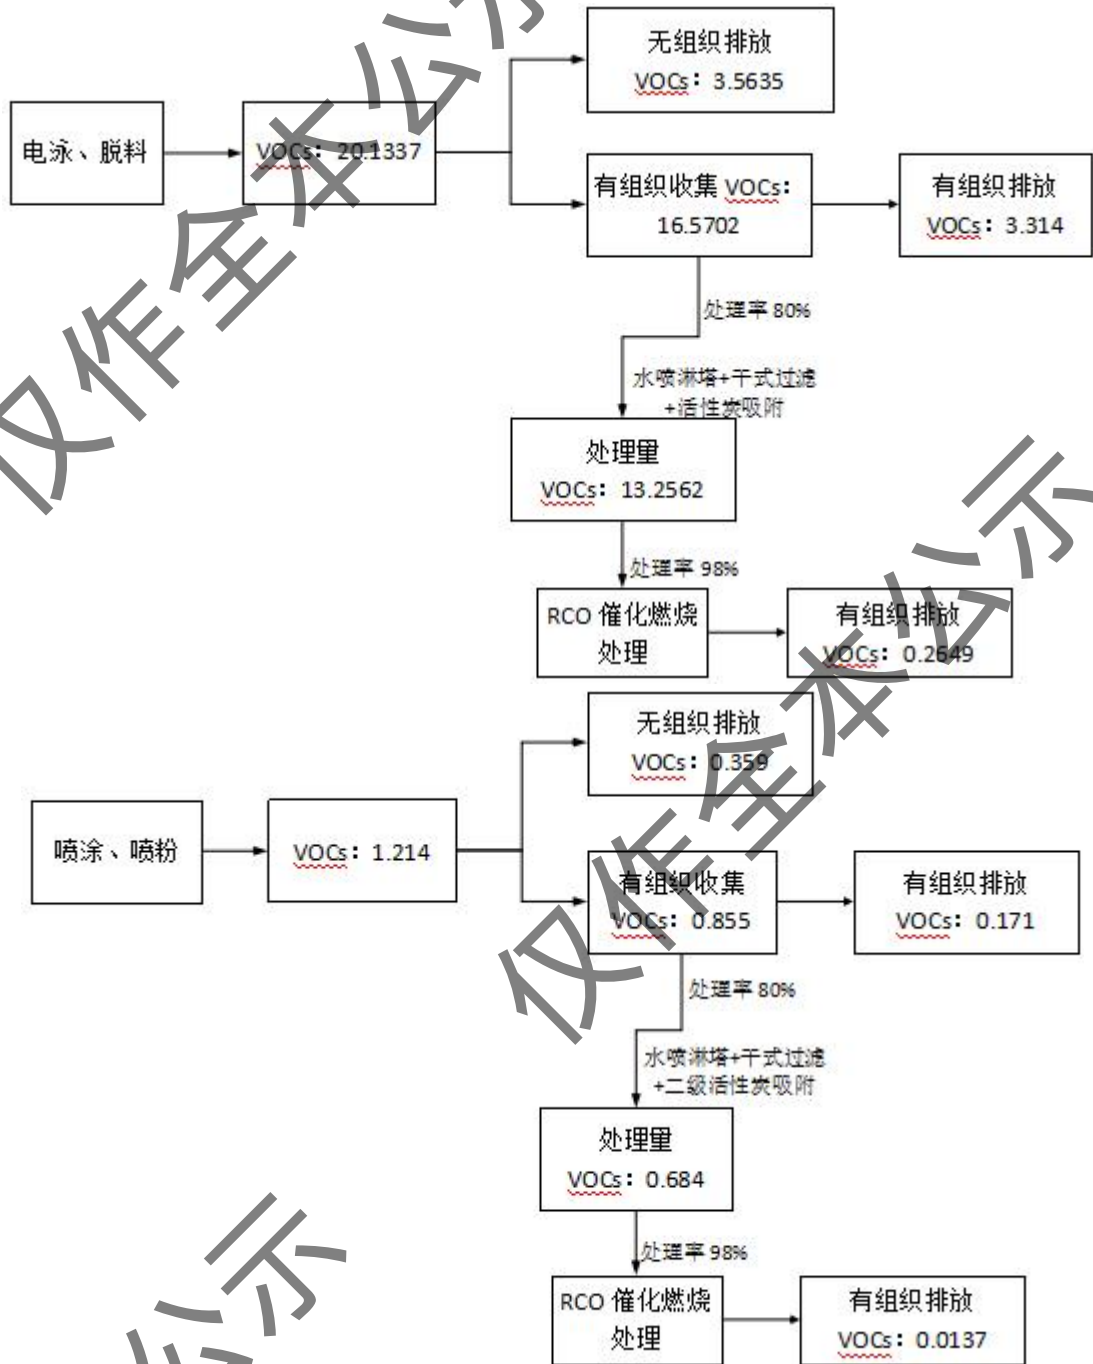 无组织排放
VOCs：3.5635
电泳、脱料
VOCs：20.1337
有组织收集 VOCs：
16.5702
有组织排放
VOCs：3.314
处理率 80%
水喷淋塔+干式过滤
+活性炭吸附
处理量
VOCs：13.2562
处理率 98%
RCO 催化燃烧
处理
有组织排放
VOCs：0.2649
无组织排放
VOCs：0.359
喷涂、喷粉
VOCs：1.214
有组织收集
VOCs：0.855
有组织排放
VOCs：0.171
处理率 80%
水喷淋塔+干式过滤
+二级活性炭吸附
处理量
VOCs：0.684
处理率 98%
RCO 催化燃烧
处理
有组织排放
VOCs：0.0137
仅作全本公示
仅作全本公示
公示